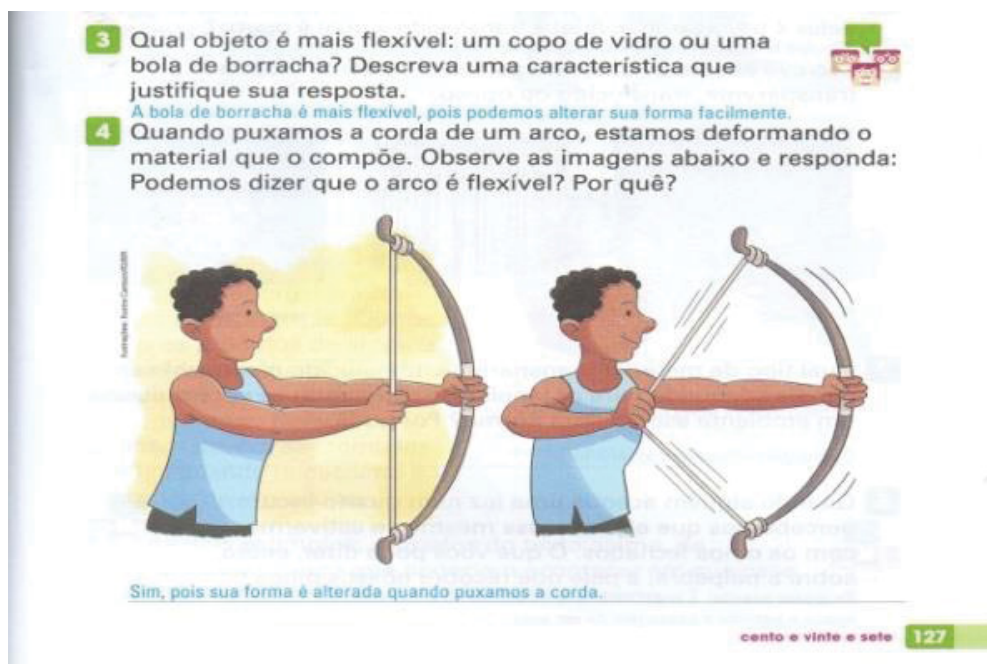 3 Qual objeto é mais flexível: um copo de vidro ou uma
bola de borracha? Descreva uma característica que
justifique sua resposta.
A bola de borracha é mais flexível, pois podemos alterar sua forma facilmente.
4 Quando puxamos a corda de um arco, estamos deformando o
material que o compõe. Observe as imagens abaixo e responda:
Podemos dizer que o arco é flexível? Por quê?
Sim, pois sua forma é alterada quando puxamos a corda.
cento e vinte e sete 127